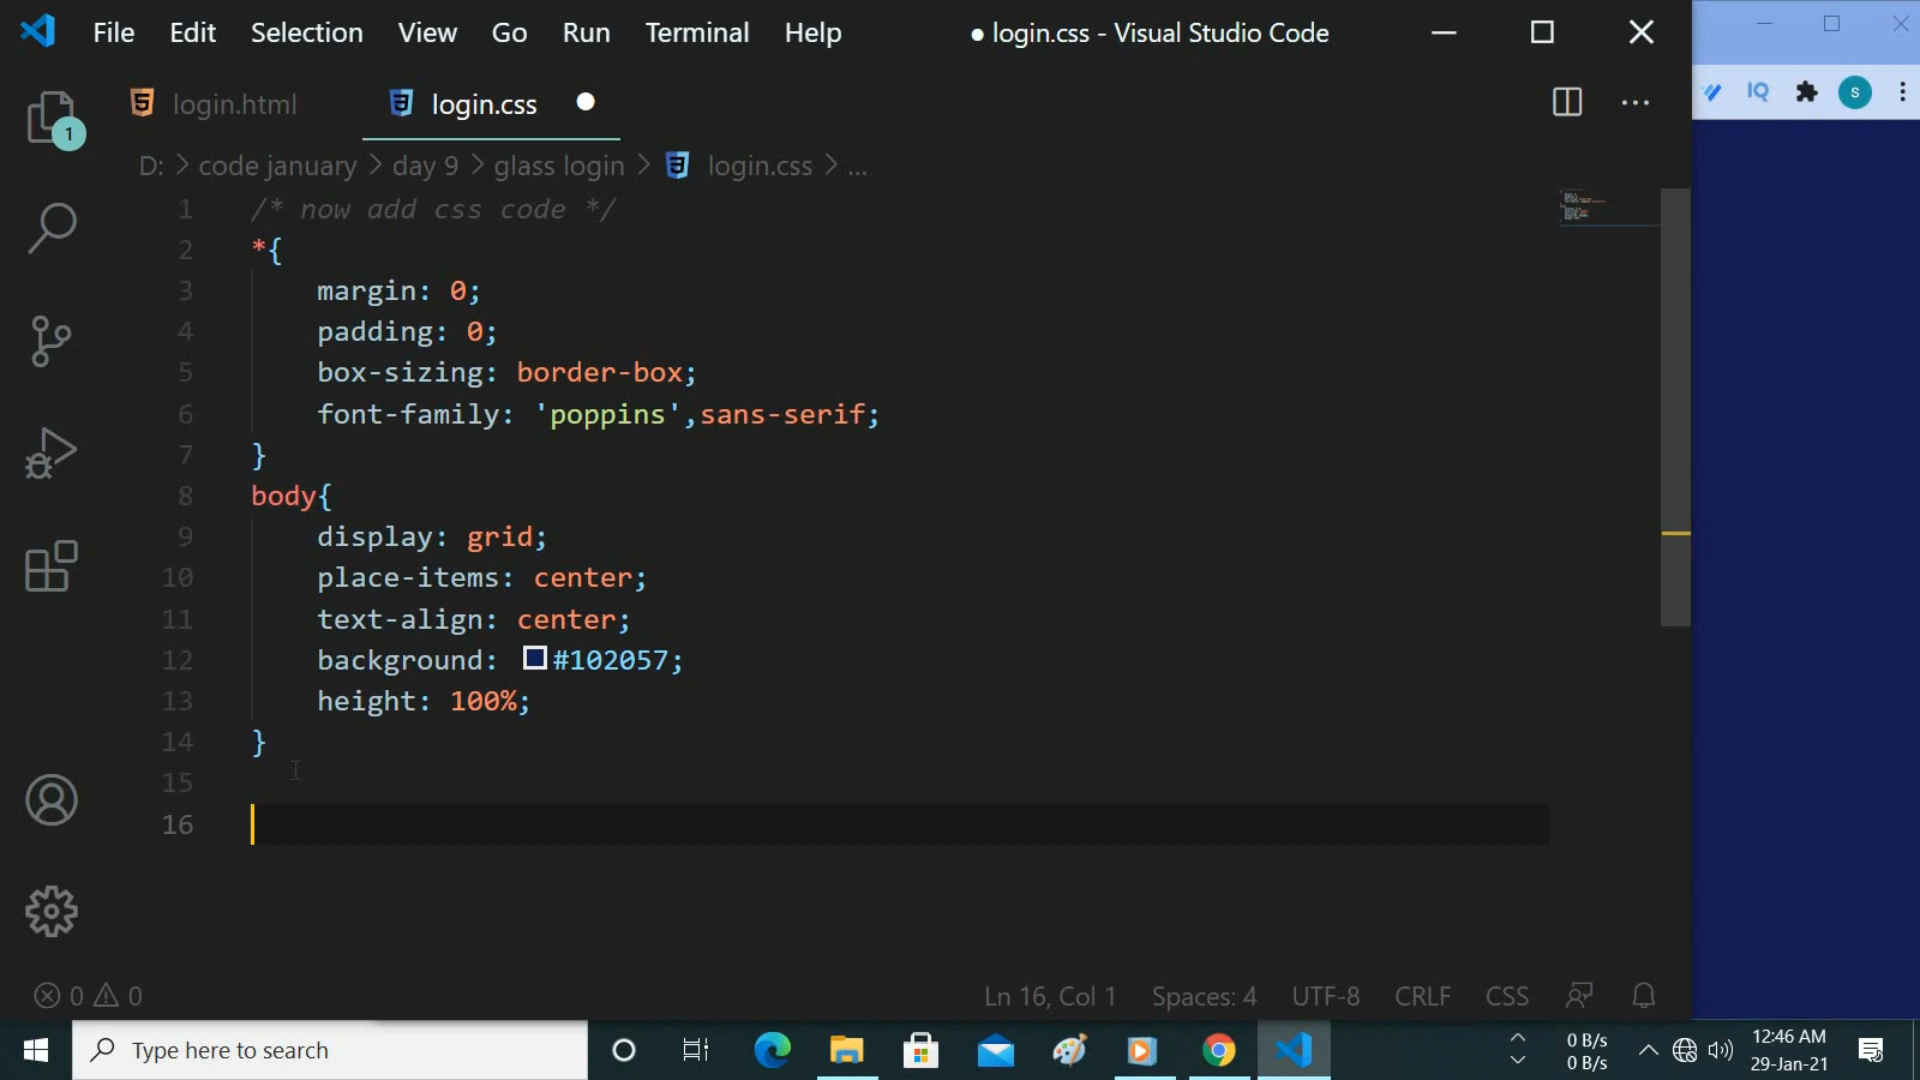 File Edit Selection View Go Run Terminal Help ● login.css - Visual Studio Code
login.html login.css
1
D: > code january > day 9 > glass login > login.css > ...
1 /* now add css code */
2 *{
3 margin: 0;
4 padding: 0;
5 box-sizing: border-box;
6 font-family: 'poppins',sans-serif;
7 }
8 body{
9 display: grid;
10 place-items: center;
11 text-align: center;
12 background: #102057;
13 height: 100%;
14 }
15
16
IQ s
0 0 Ln 16, Col 1 Spaces: 4 UTF-8 CRLF CSS
Type here to search
0 B/s
0 B/s
12:46 AM
29-Jan-21